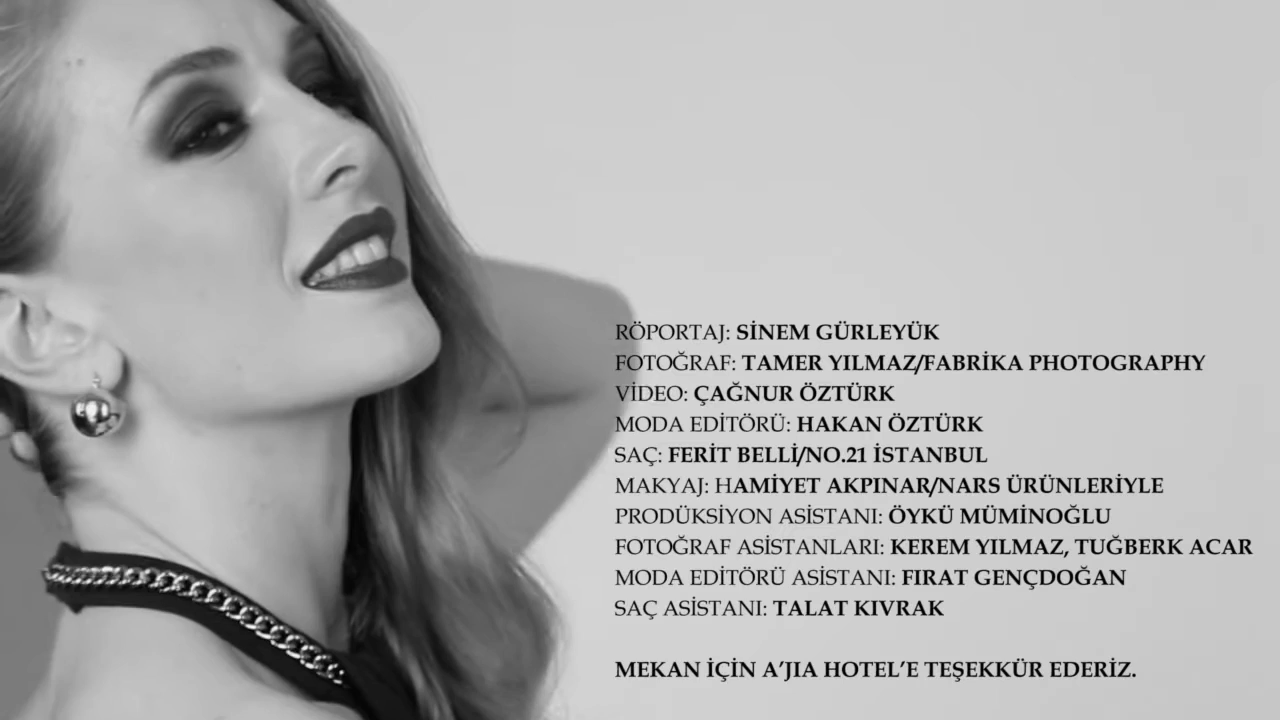 RÖPORTAJ: SİNEM GÜRLEYÜK
FOTOĞRAF: TAMER YILMAZ/FABRİKA PHOTOGRAPHY
VİDEO: ÇAĞNUR ÖZTÜRK
MODA EDİTÖRÜ: HAKAN ÖZTÜRK
SAÇ: FERİT BELLİ/NO.21 İSTANBUL
MAKYAJ: HAMİYET AKPINAR/NARS ÜRÜNLERİYLE
PRODÜKSİYON ASİSTANI: ÖYKÜ MÜMİNOĞLU
FOTOĞRAF ASİSTANLARI: KEREM YILMAZ, TUĞBERK ACAR
MODA EDİTÖRÜ ASİSTANI: FIRAT GENÇDOĞAN
SAÇ ASİSTANI: TALAT KIVRAK
MEKAN İÇİN A’JIA HOTEL’E TEŞEKKÜR EDERİZ.